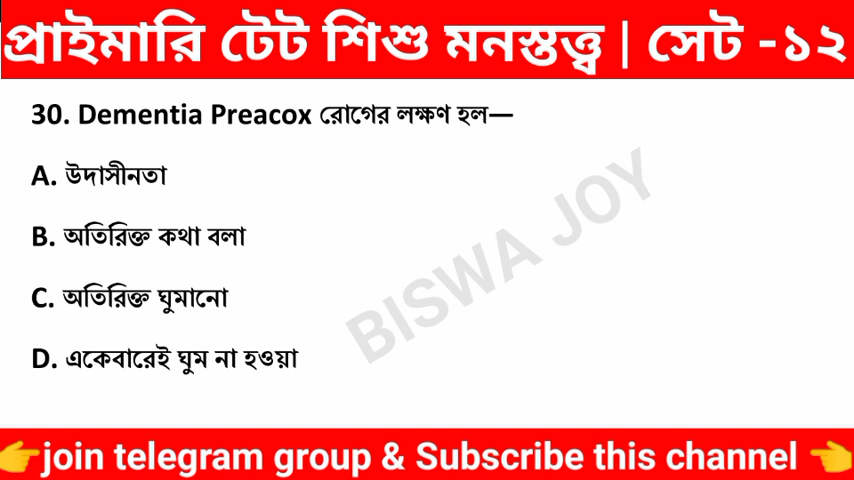 প্রাইমারি টেট শিশু মনস্তত্ত্ব | সেট -১২
30. Dementia Preacox রোগের লক্ষণ হল—
A. উদাসীনতা
B. অতিরিক্ত কথা বলা
C. অতিরিক্ত ঘুমানো
D. একেবারেই ঘুম না হওয়া
BISWA JOY
👉join telegram group & Subscribe this channel 👈